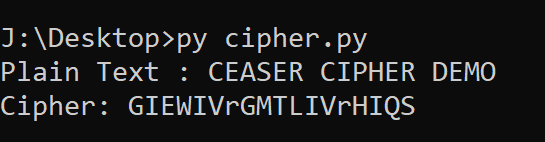 J:\Desktop>py cipher.py
Plain Text : CEASER CIPHER DEMO
Cipher: GIEWIVrGMTLIVrHIQS